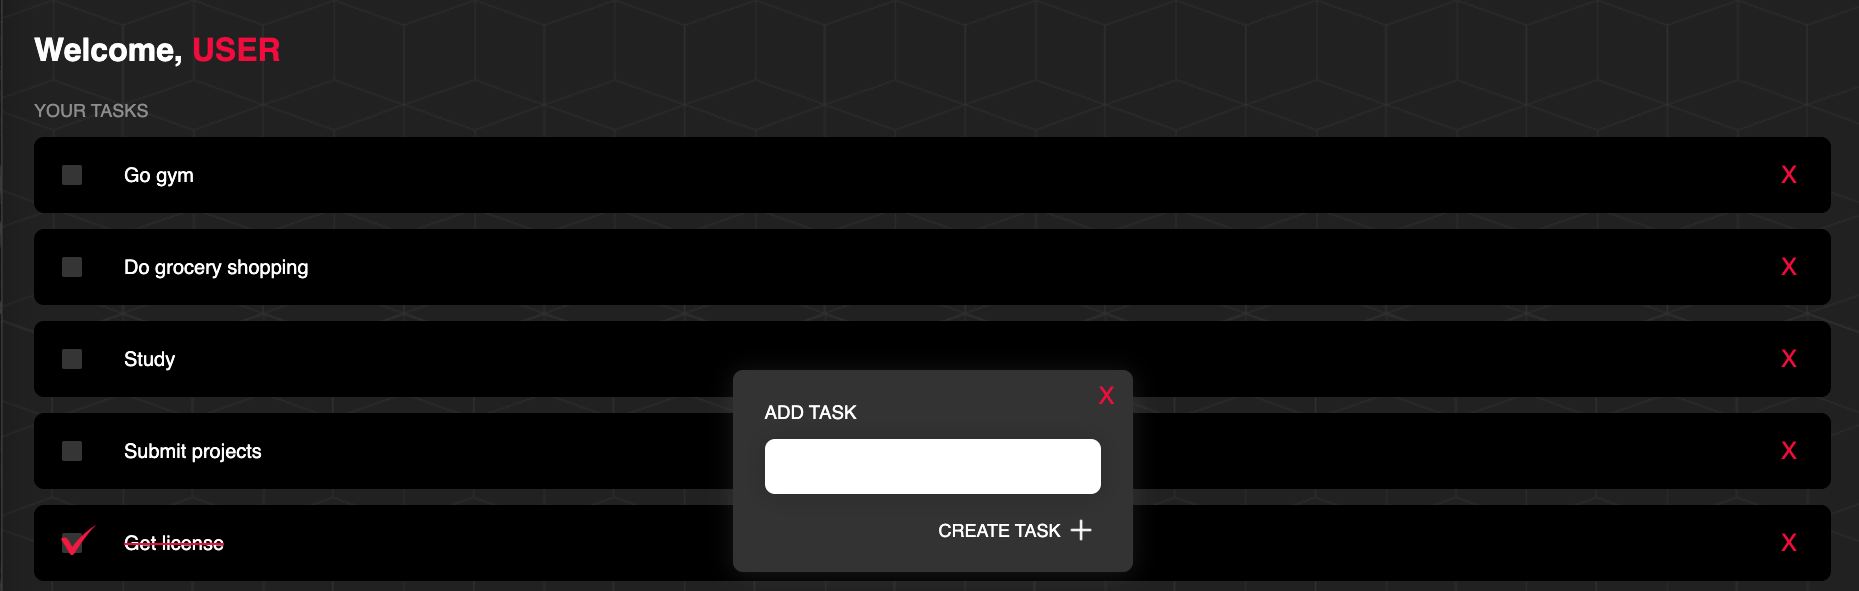 Welcome, USER
YOUR TASKS
Go gym X
Do grocery shopping X
Study X
Submit projects X
Get license X
X
ADD TASK
CREATE TASK +